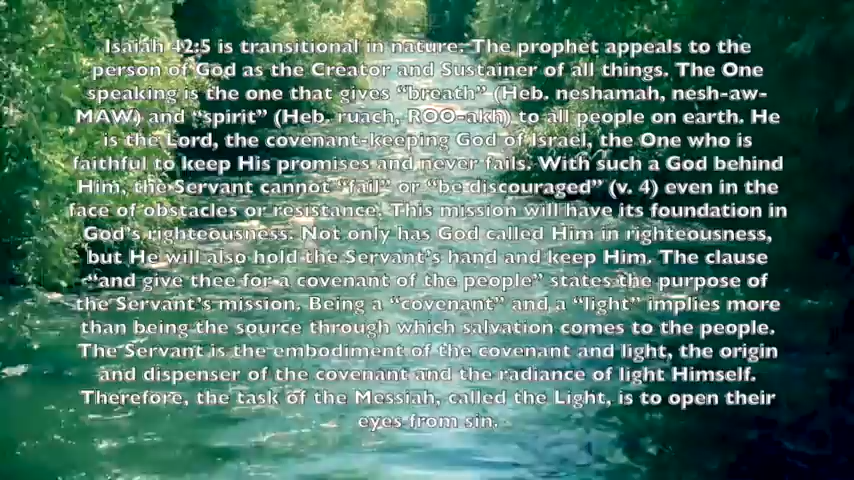 Isaiah 42:5 is transitional in nature: The prophet appeals to the
person of God as the Creator and Sustainer of all things. The One
speaking is the one that gives “breath” (Heb. neshamah, nesh-aw-
MAW) and “spirit” (Heb. ruach, ROO-akh) to all people on earth. He
is the Lord, the covenant-keeping God of Israel, the One who is
faithful to keep His promises and never fails. With such a God behind
Him, the Servant cannot “fail” or “be discouraged” (v. 4) even in the
face of obstacles or resistance. This mission will have its foundation in
God’s righteousness. Not only has God called Him in righteousness,
but He will also hold the Servant’s hand and keep Him. The clause
“and give thee for a covenant of the people” states the purpose of
the Servant’s mission. Being a “covenant” and a “light” implies more
than being the source through which salvation comes to the people.
The Servant is the embodiment of the covenant and light, the origin
and dispenser of the covenant and the radiance of light Himself.
Therefore, the task of the Messiah, called the Light, is to open their
eyes from sin.